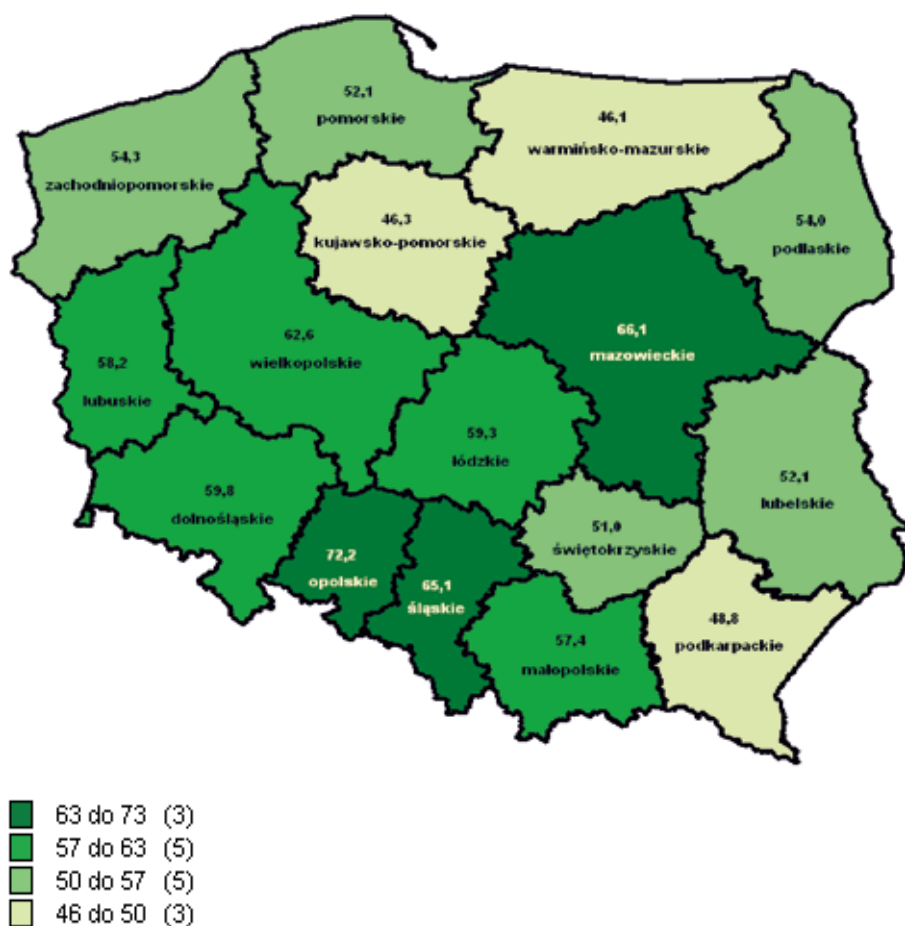 52,1
pomorskie
46,1
warmińsko-mazurskie
54,3
zachodniopomorskie
46,3
kujawsko-pomorskie
54,0
podlaskie
62,6
wielkopolskie
66,1
mazowieckie
58,2
lubuskie
59,3
łódzkie
59,8
dolnośląskie
52,1
lubelskie
51,0
świętokrzyskie
72,2
opolskie
65,1
śląskie
57,4
małopolskie
48,8
podkarpackie
63 do 73 (3)
57 do 63 (5)
50 do 57 (5)
46 do 50 (3)